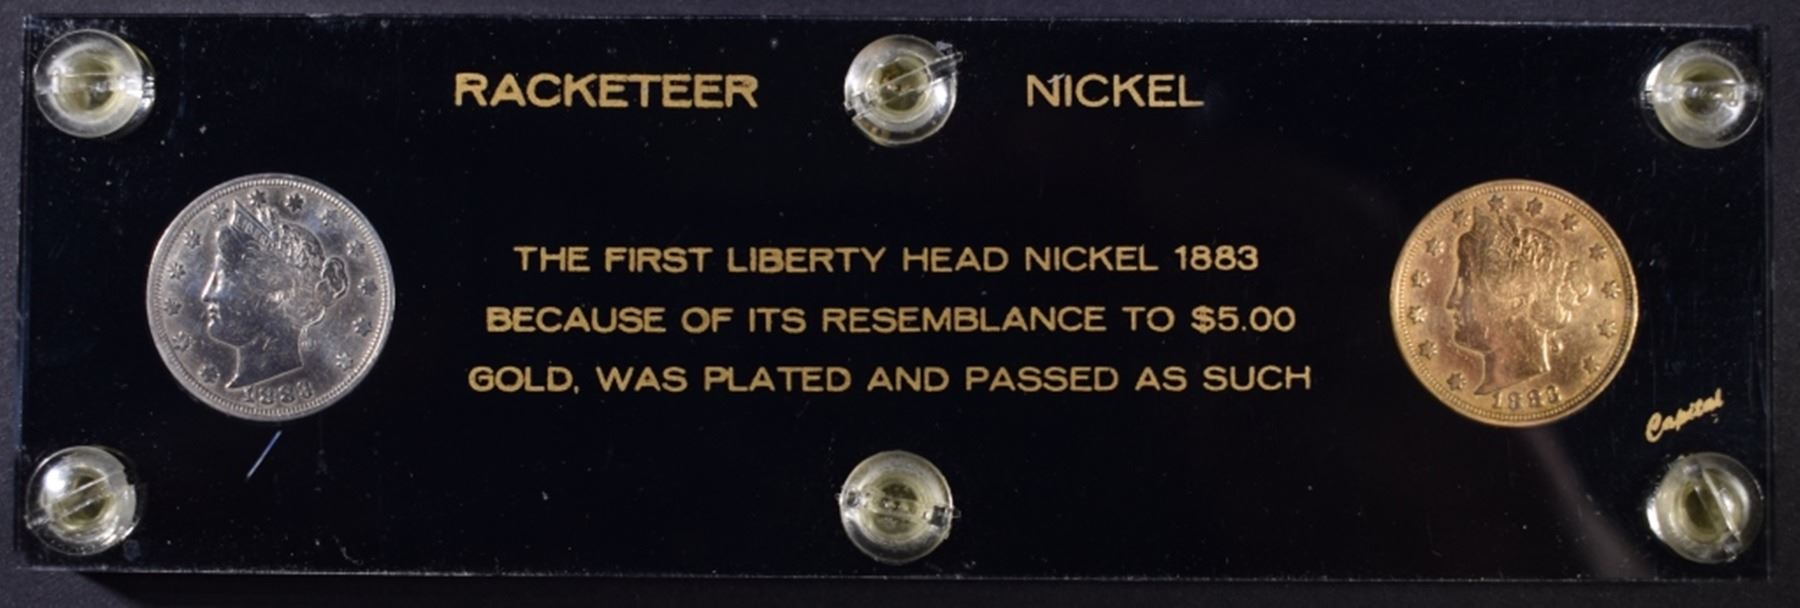 RACKETEER NICKEL
THE FIRST LIBERTY HEAD NICKEL 1883
BECAUSE OF ITS RESEMBLANCE TO $5.00
GOLD, WAS PLATED AND PASSED AS SUCH
1883
1883
Capital